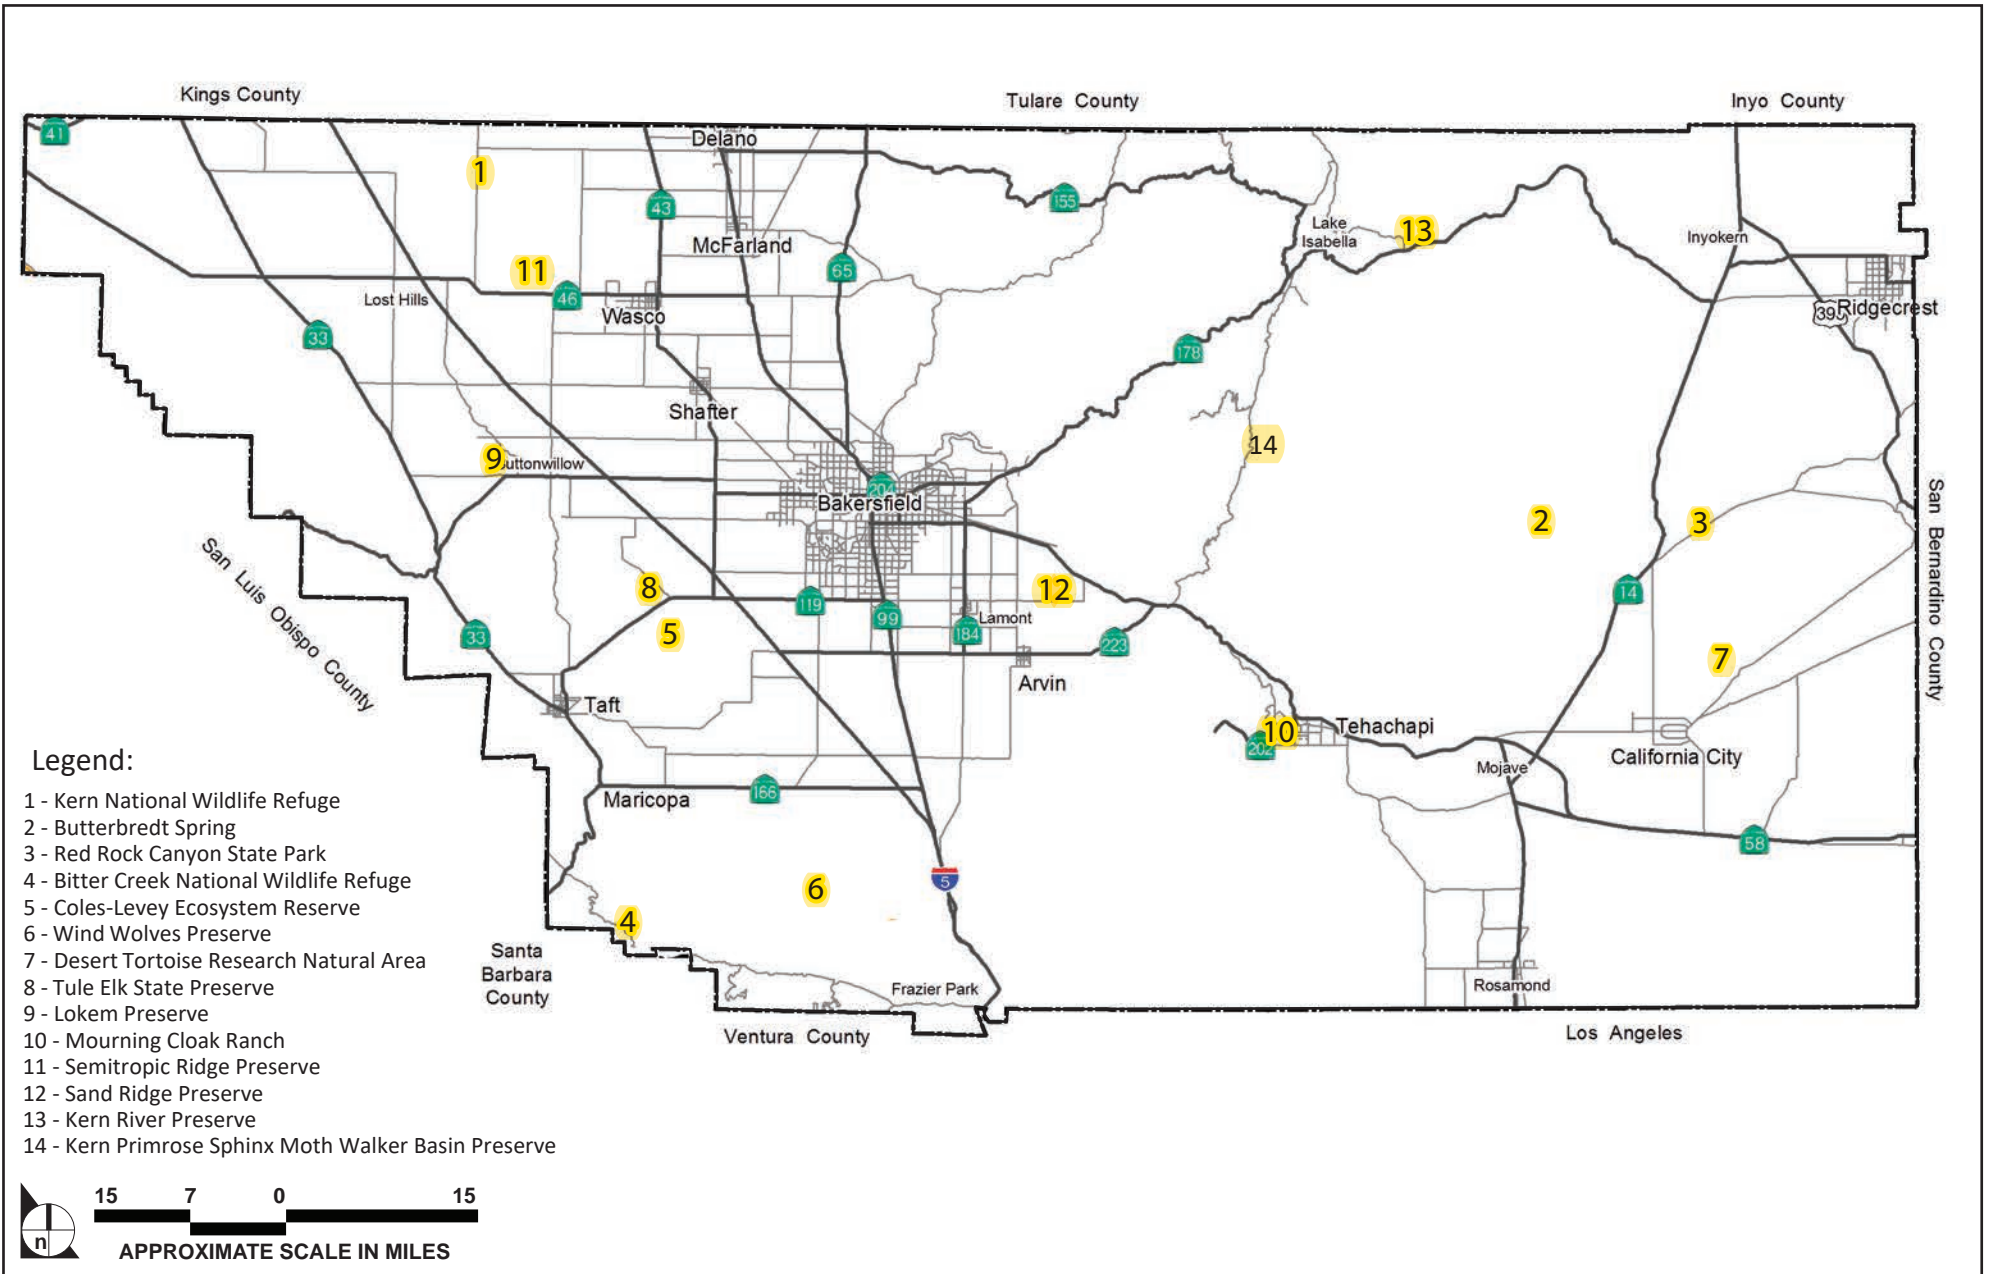 Kings County
Tulare County
Inyo County
41
Delano
1
155
43
McFarland
Lake
Isabella
13
Inyokern
11
65
46
Lost Hills
Wasco
395
Ridgecrest
33
178
Shafter
14
9
uttonwillow
204
Bakersfield
2
3
San Bernardino County
San Luis Obispo County
8
12
119
99
14
Lamont
5
33
184
223
7
Arvin
Taft
10
Tehachapi
202
California City
Mojave
Maricopa
166
58
5
6
4
Santa
Barbara
County
Frazier Park
Rosamond
Ventura County
Los Angeles
Legend:
1 - Kern National Wildlife Refuge
2 - Butterbredt Spring
3 - Red Rock Canyon State Park
4 - Bitter Creek National Wildlife Refuge
5 - Coles-Levey Ecosystem Reserve
6 - Wind Wolves Preserve
7 - Desert Tortoise Research Natural Area
8 - Tule Elk State Preserve
9 - Lokem Preserve
10 - Mourning Cloak Ranch
11 - Semitropic Ridge Preserve
12 - Sand Ridge Preserve
13 - Kern River Preserve
14 - Kern Primrose Sphinx Moth Walker Basin Preserve
15 7 0 15
n
APPROXIMATE SCALE IN MILES